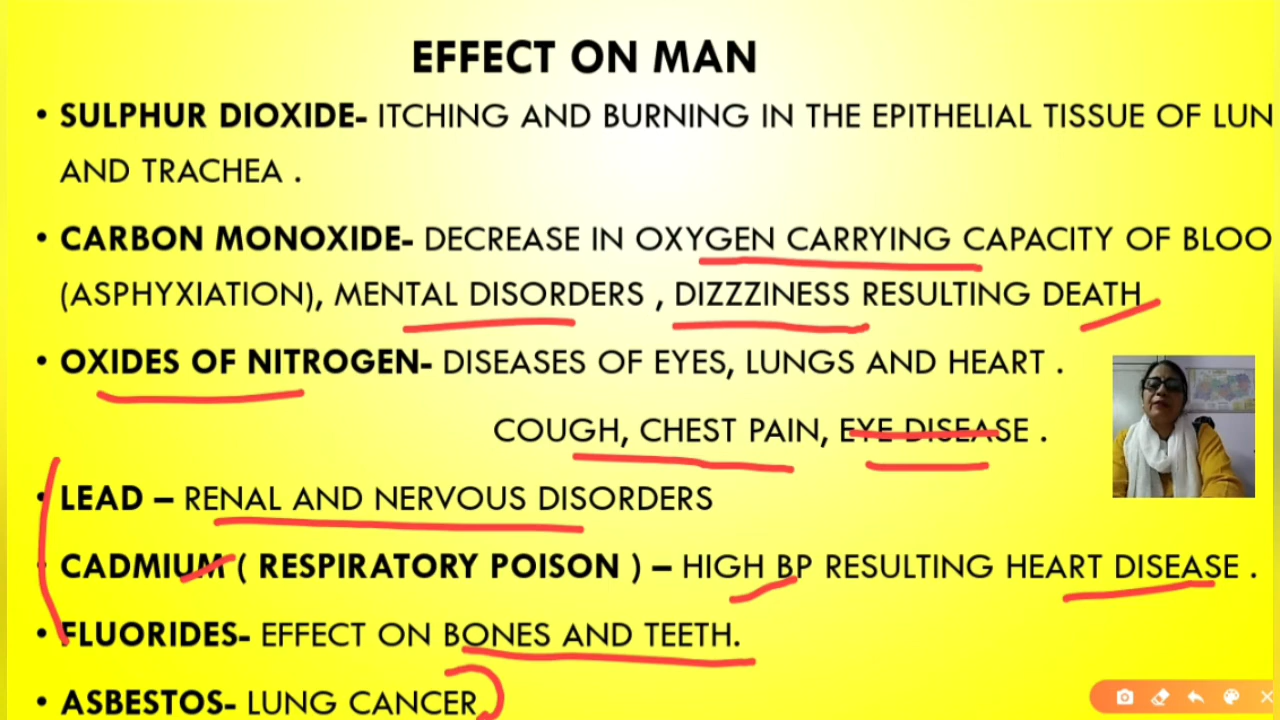 EFFECT ON MAN
• SULPHUR DIOXIDE- ITCHING AND BURNING IN THE EPITHELIAL TISSUE OF LUN
AND TRACHEA .
• CARBON MONOXIDE- DECREASE IN OXYGEN CARRYING CAPACITY OF BLOO
(ASPHYXIATION), MENTAL DISORDERS , DIZZZINESS RESULTING DEATH
• OXIDES OF NITROGEN- DISEASES OF EYES, LUNGS AND HEART .
COUGH, CHEST PAIN, EYE DISEASE .
• LEAD – RENAL AND NERVOUS DISORDERS
• CADMIUM ( RESPIRATORY POISON ) – HIGH BP RESULTING HEART DISEASE .
• FLUORIDES- EFFECT ON BONES AND TEETH.
• ASBESTOS- LUNG CANCER